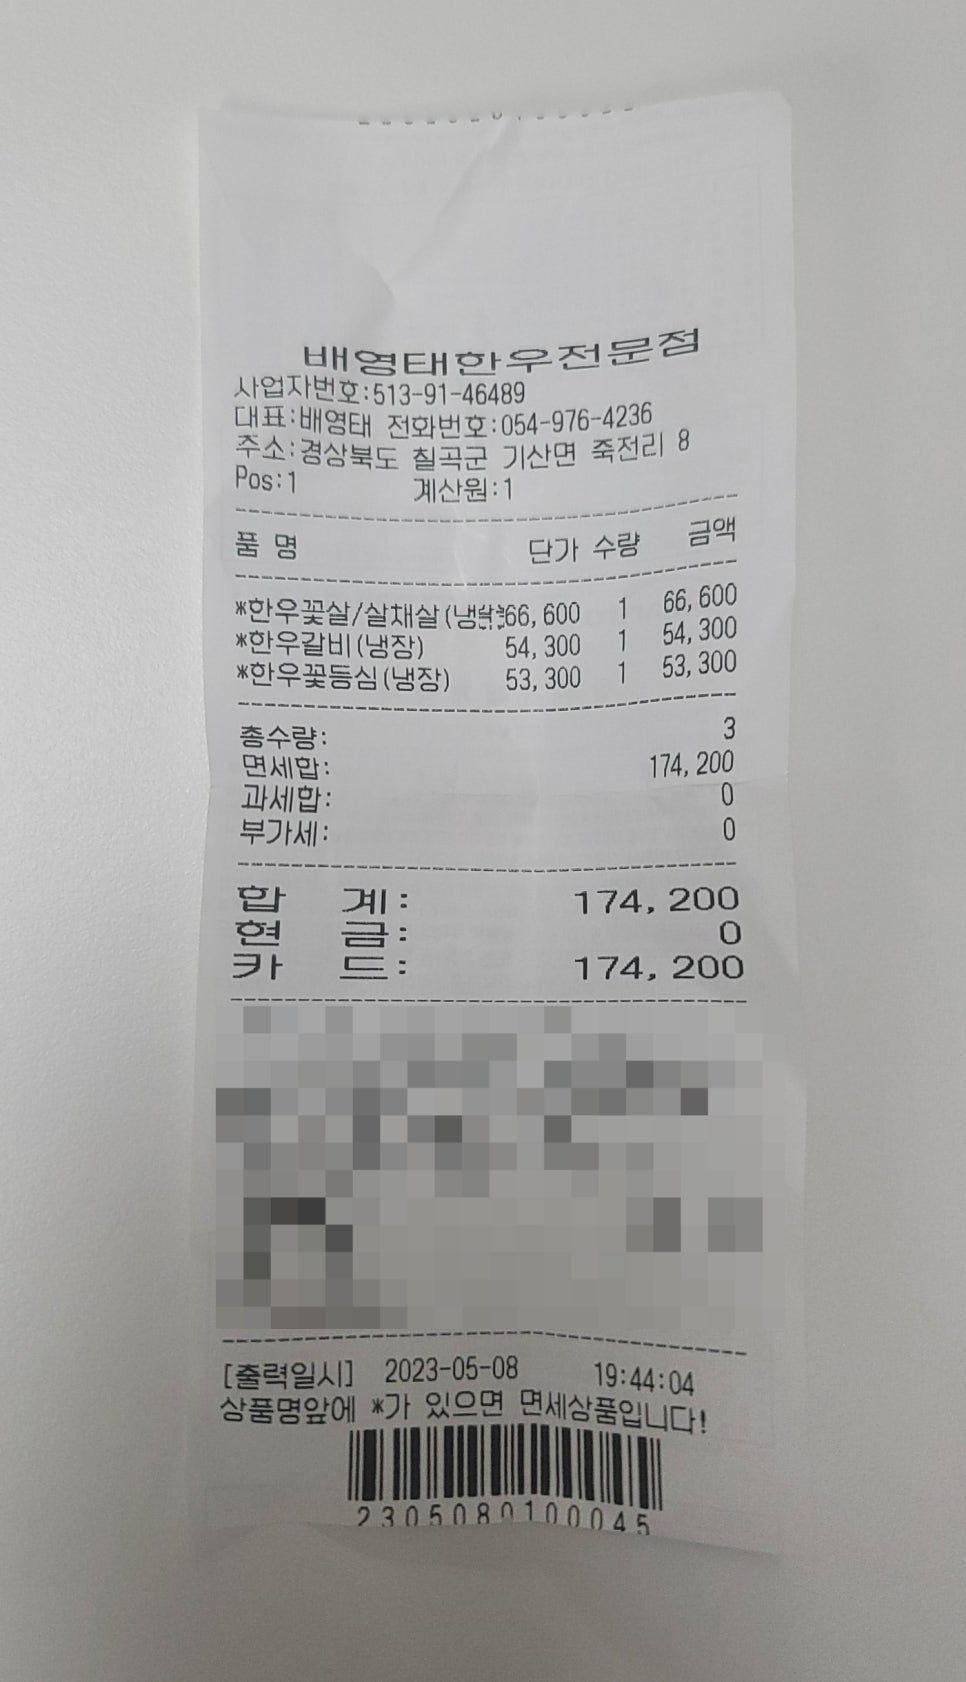 배영태한우전문점
사업자번호:513-91-46489
대표:배영태 전화번호:054-976-4236
주소:경상북도 칠곡군 기산면 죽전리 8
Pos:1 계산원:1
품 명 단가 수량 금액
*한우꽃살/살채살(냉 66,600 1 66,600
*한우갈비(냉장) 54,300 1 54,300
*한우꽃등심(냉장) 53,300 1 53,300
총수량: 3
면세합: 174,200
과세합: 0
부가세: 0
합 계: 174,200
현 금: 0
카 드: 174,200
[출력일시] 2023-05-08 19:44:04
상품명앞에 *가 있으면 면세상품입니다!
2305080100045